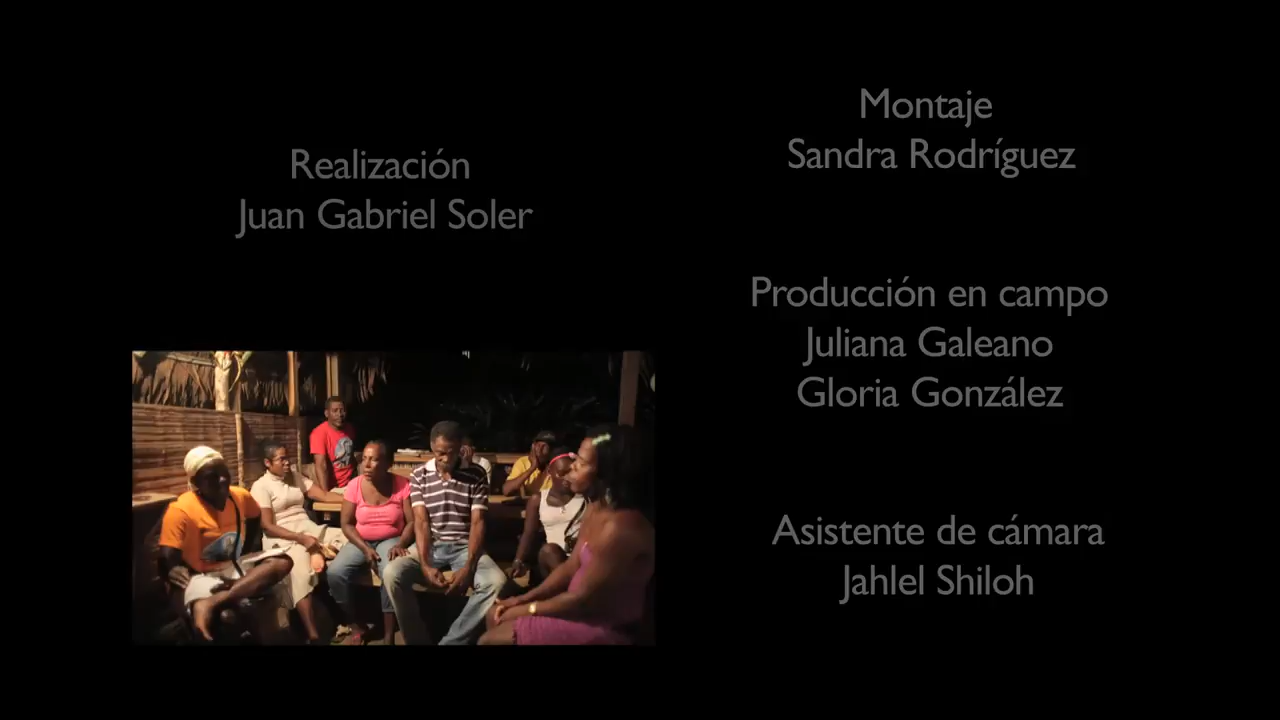 Realización
Juan Gabriel Soler
Montaje
Sandra Rodríguez
Producción en campo
Juliana Galeano
Gloria González
Asistente de cámara
Jahlel Shiloh